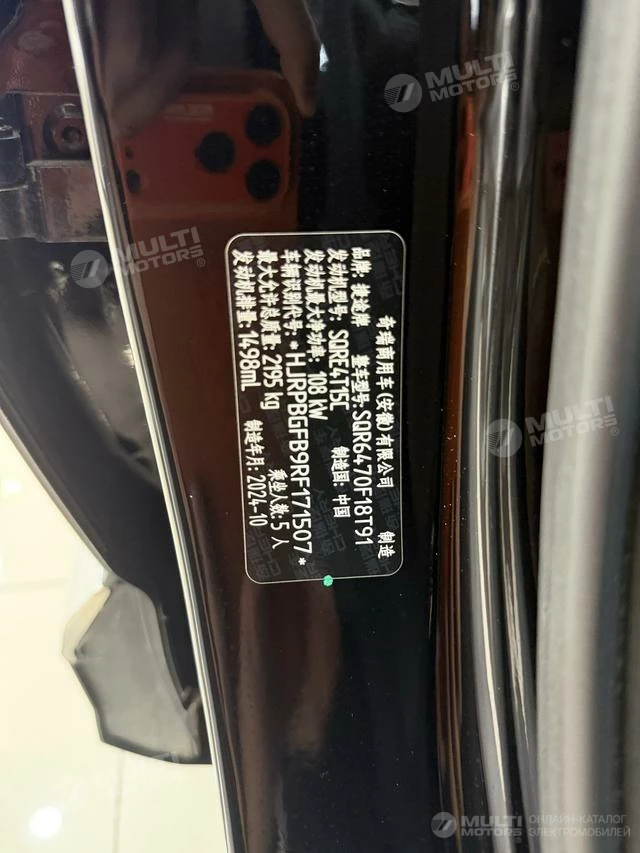 奇瑞商用车(安徽)有限公司 制造
品牌: 捷途牌 整车型号: SQR6470F18T91
发动机型号: SQRE4T15C 制造国: 中国
发动机最大净功率: 108 kW
车辆识别代号: *HJRPBGFB9RF171507*
最大允许总质量: 2195 kg 乘坐人数: 5 人
发动机排量: 1498mL 制造年月: 2024-10
MULTI
MOTORS®
MULTI
MOTORS®
MULTI
MOTORS®
MULTI
MOTORS®
MULTI
MOTORS®
ОНЛАЙН-КАТАЛОГ
ЭЛЕКТРОМОБИЛЕЙ